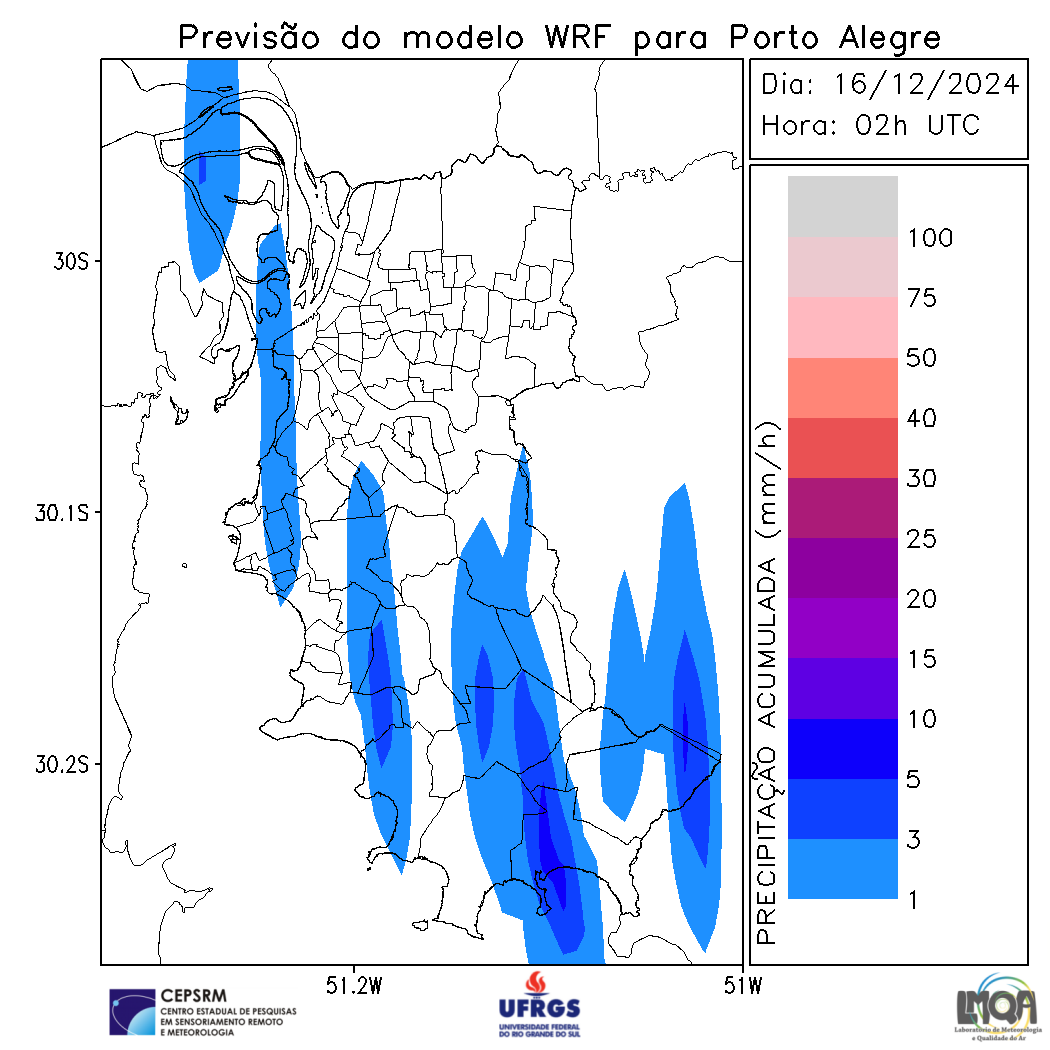 Previsão do modelo WRF para Porto Alegre
Dia: 16/12/2024
Hora: 02h UTC
30S
30.1S
30.2S
51.2W
51W
PRECIPITAÇÃO ACUMULADA (mm/h)
100
75
50
40
30
25
20
15
10
5
3
1
CEPSRM
CENTRO ESTADUAL DE PESQUISAS
EM SENSORIAMENTO REMOTO
E METEOROLOGIA
UFRGS
UNIVERSIDADE FEDERAL
DO RIO GRANDE DO SUL
LMQA
Laboratório de Meteorologia
e Qualidade do Ar